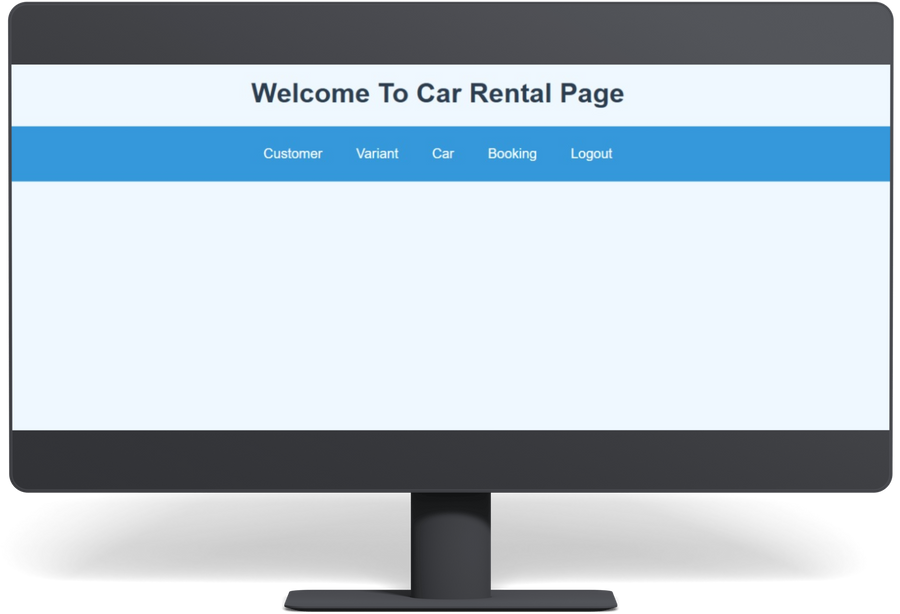 Welcome To Car Rental Page
Customer Variant Car Booking Logout